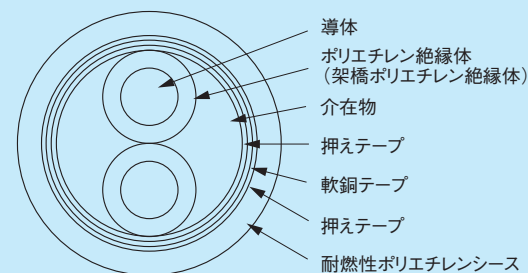 導体
ポリエチレン絶縁体
（架橋ポリエチレン絶縁体）
介在物
押えテープ
軟銅テープ
押えテープ
耐燃性ポリエチレンシース